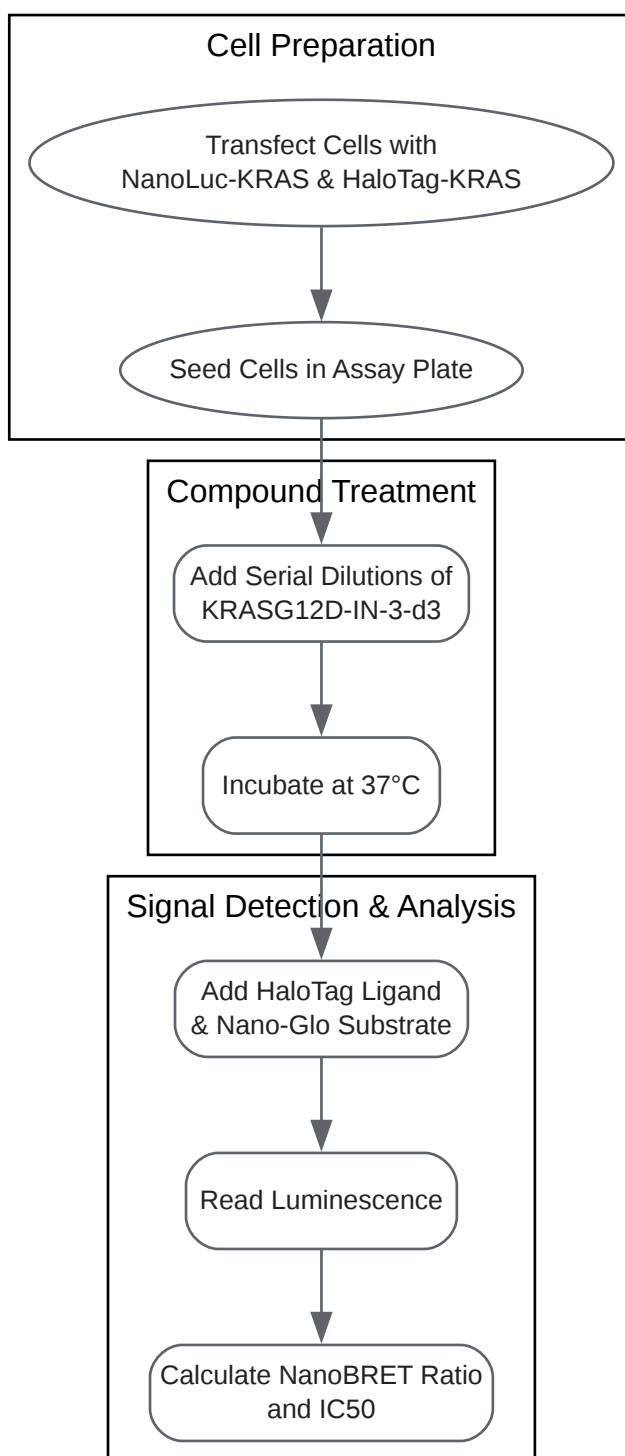 Cell Preparation
Transfect Cells with
NanoLuc-KRAS & HaloTag-KRAS
Seed Cells in Assay Plate
Compound Treatment
Add Serial Dilutions of
KRASG12D-IN-3-d3
Incubate at 37°C
Signal Detection & Analysis
Add HaloTag Ligand
& Nano-Glo Substrate
Read Luminescence
Calculate NanoBRET Ratio
and IC50